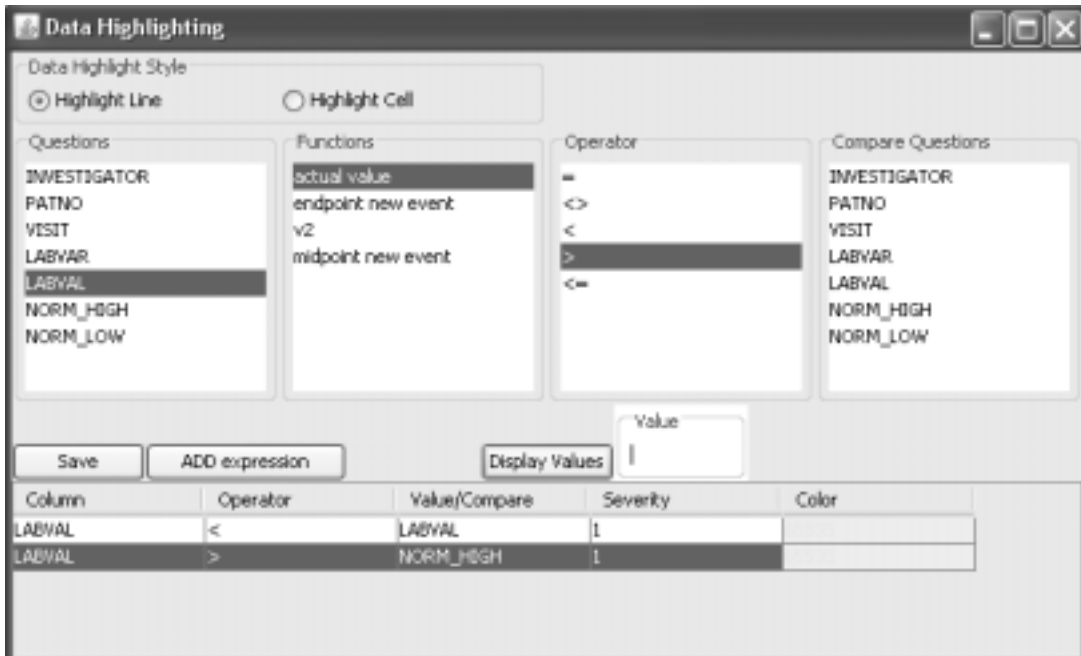 Data Highlighting
Data Highlight Style
Highlight Line
Highlight Cell
Questions
INVESTIGATOR
PATNO
VISIT
LABVAR
LABVAL
NORM_HIGH
NORM_LOW
Functions
actual value
endpoint new event
v2
midpoint new event
Operator
=
<>
<
>
<=
Compare Questions
INVESTIGATOR
PATNO
VISIT
LABVAR
LABVAL
NORM_HIGH
NORM_LOW
Save
ADD expression
Display Values
Value
Column Operator Value/Compare Severity Color
LABVAL < LABVAL 1
LABVAL > NORM_HIGH 1